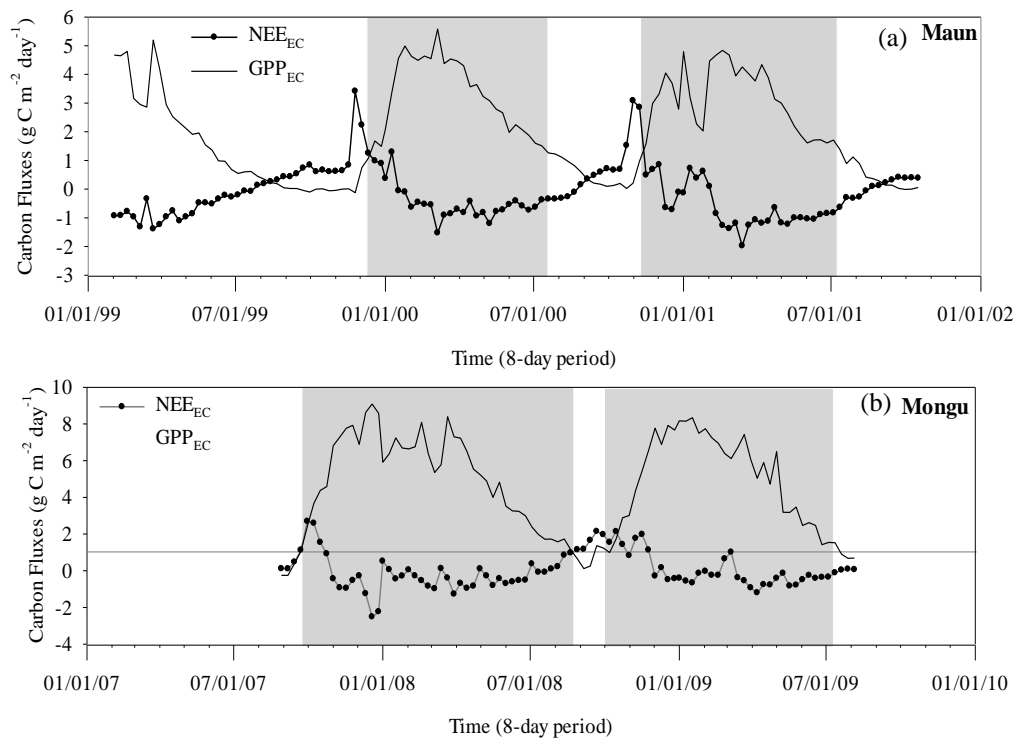 6
5
4
3
2
1
0
-1
-2
-3
Carbon Fluxes (g C m-2 day-1)
NEEEC
GPPEC
(a) Maun
01/01/99 07/01/99 01/01/00 07/01/00 01/01/01 07/01/01 01/01/02
Time (8-day period)
10
8
6
4
2
0
-2
-4
Carbon Fluxes (g C m-2 day-1)
NEEEC
GPPEC
(b) Mongu
01/01/07 07/01/07 01/01/08 07/01/08 01/01/09 07/01/09 01/01/10
Time (8-day period)